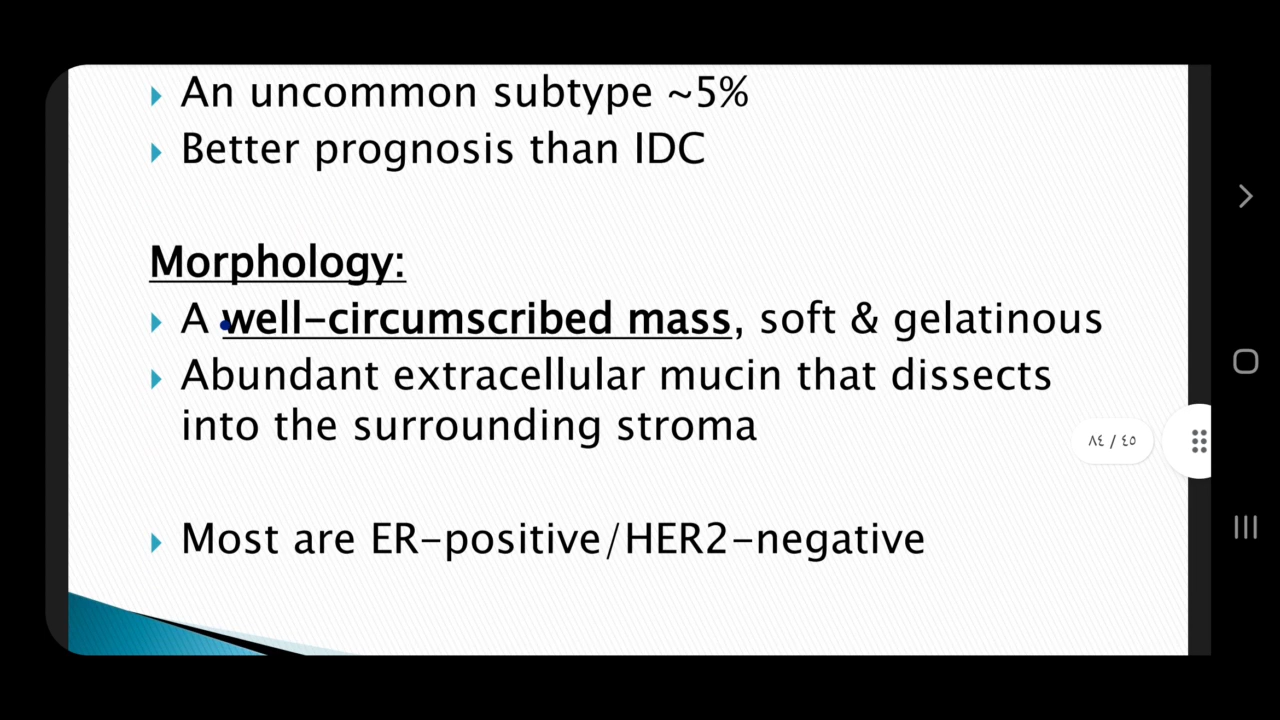 An uncommon subtype ~5%
Better prognosis than IDC
Morphology:
A well-circumscribed mass, soft & gelatinous
Abundant extracellular mucin that dissects
into the surrounding stroma
٨٤ / ٤٥
Most are ER-positive/HER2-negative